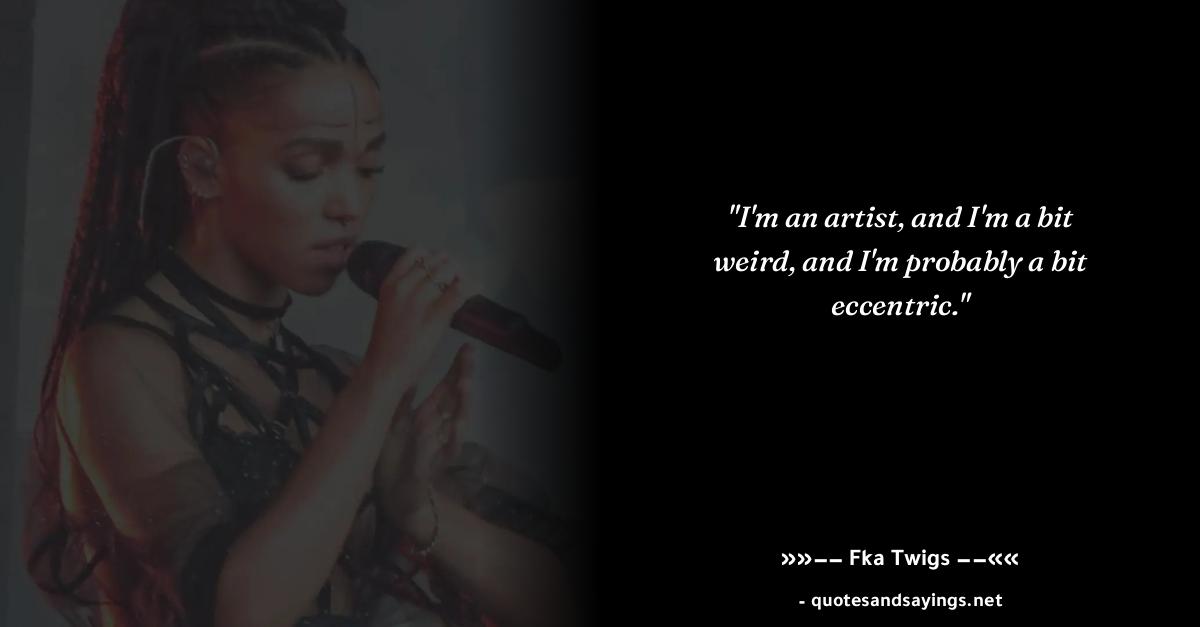 "I'm an artist, and I'm a bit
weird, and I'm probably a bit
eccentric."
»»−− Fka Twigs −−««
- quotesandsayings.net